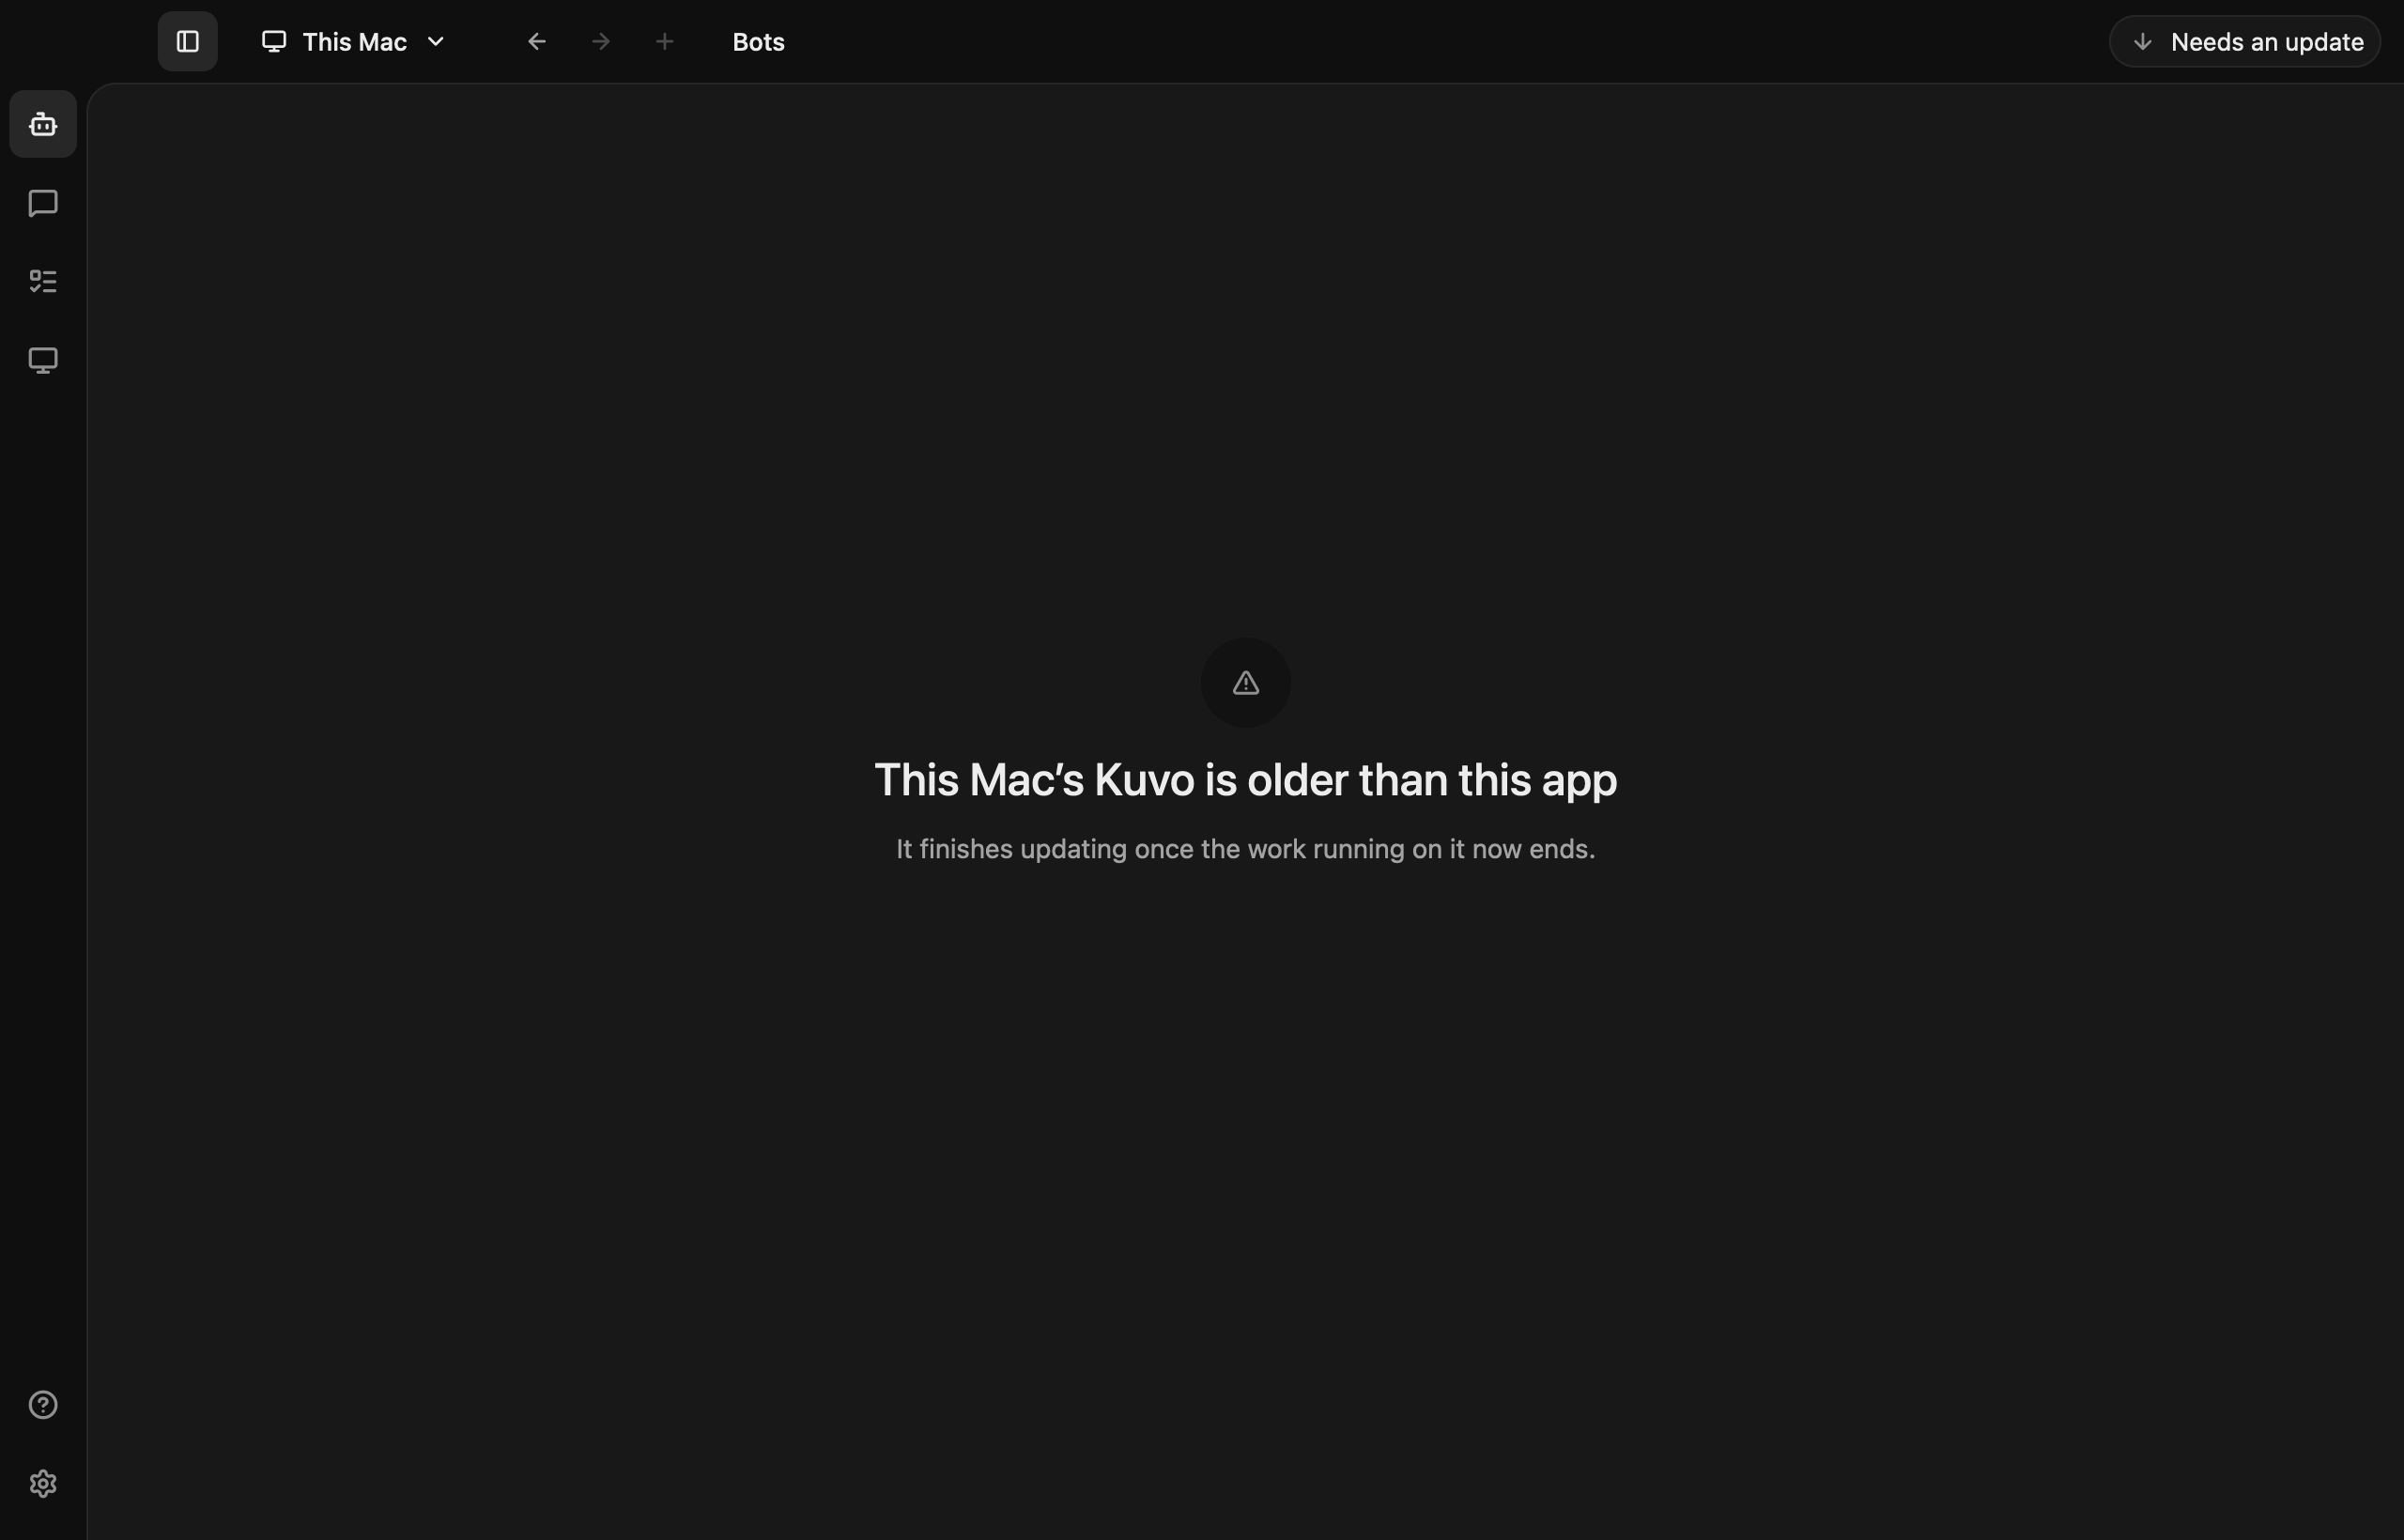 This Mac
Bots
Needs an update
This Mac’s Kuvo is older than this app
It finishes updating once the work running on it now ends.